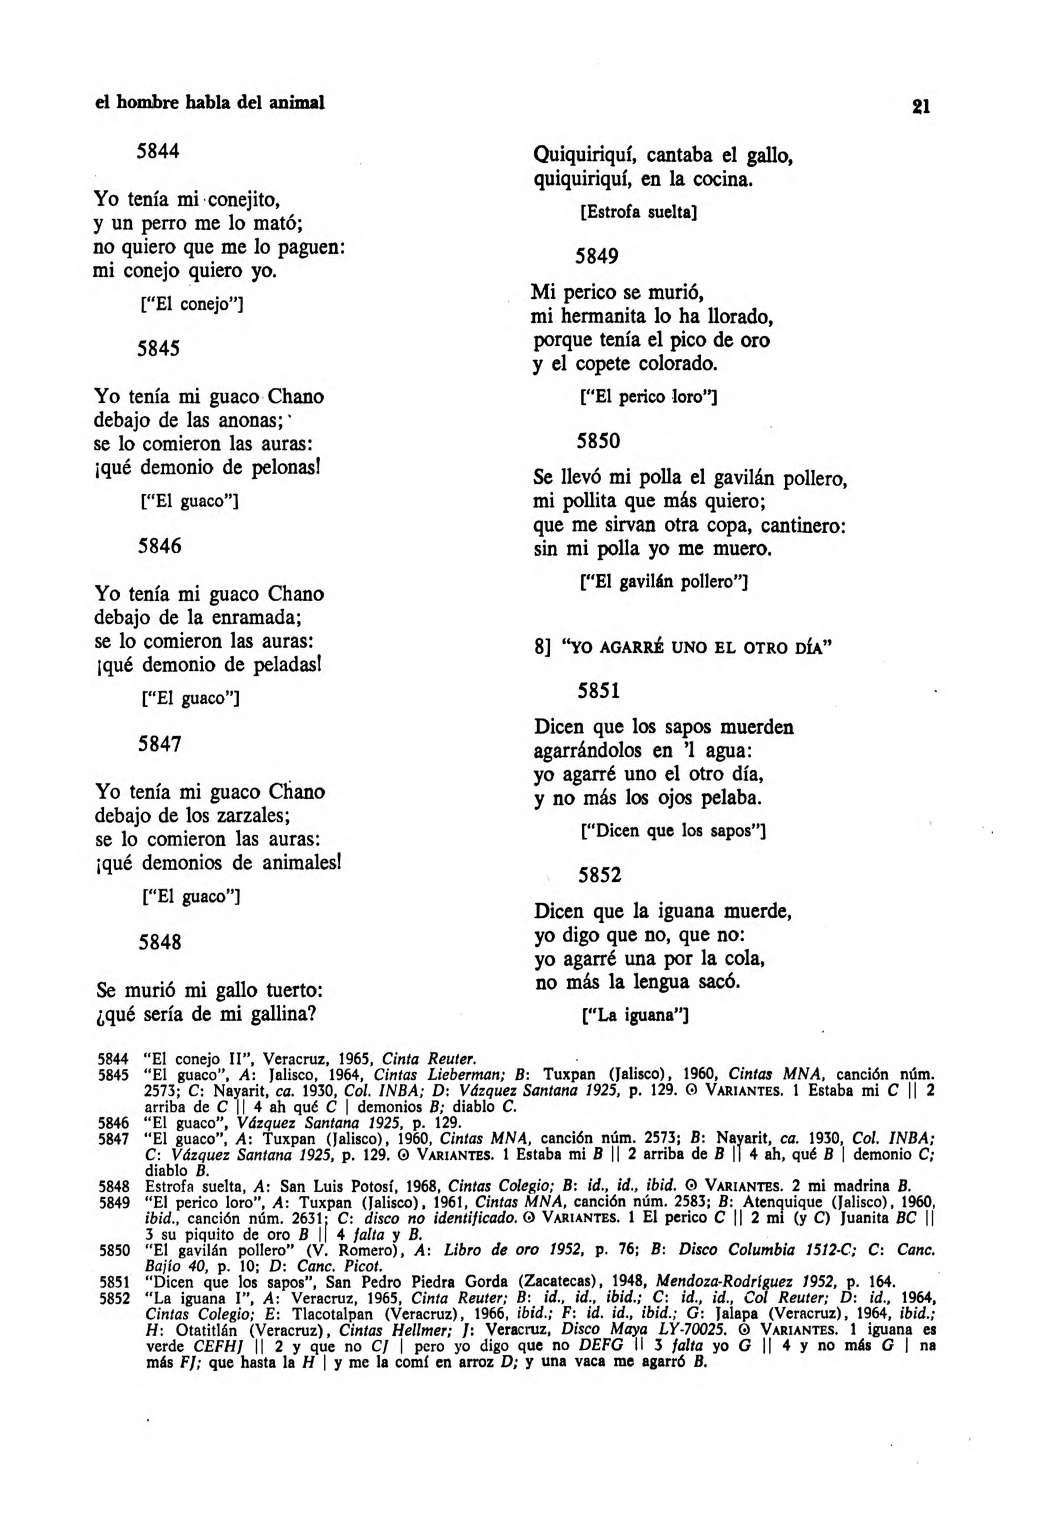 el hombre habla del animal
21
5844
Yo tenía mi conejito,
y un perro me lo mató;
no quiero que me lo paguen:
mi conejo quiero yo.
["El conejo"]
5845
Yo tenía mi guaco Chano
debajo de las anonas;
se lo comieron las auras:
¡qué demonio de pelonas!
["El guaco"]
5846
Yo tenía mi guaco Chano
debajo de la enramada;
se lo comieron las auras:
¡qué demonio de peladas!
["El guaco"]
5847
Yo tenía mi guaco Chano
debajo de los zarzales;
se lo comieron las auras:
¡qué demonios de animales!
["El guaco"]
5848
Se murió mi gallo tuerto:
¿qué sería de mi gallina?
Quiquiriquí, cantaba el gallo,
quiquiriquí, en la cocina.
[Estrofa suelta]
5849
Mi perico se murió,
mi hermanita lo ha llorado,
porque tenía el pico de oro
y el copete colorado.
["El perico loro"]
5850
Se llevó mi polla el gavilán pollero,
mi pollita que más quiero;
que me sirvan otra copa, cantinero:
sin mi polla yo me muero.
["El gavilán pollero"]
8] "YO AGARRÉ UNO EL OTRO DÍA"
5851
Dicen que los sapos muerden
agarrándolos en 'l agua:
yo agarré uno el otro día,
y no más los ojos pelaba.
["Dicen que los sapos"]
5852
Dicen que la iguana muerde,
yo digo que no, que no:
yo agarré una por la cola,
no más la lengua sacó.
["La iguana"]
5844 "El conejo II", Veracruz, 1965, Cinta Reuter.
5845 "El guaco", A: Jalisco, 1964, Cintas Lieberman; B: Tuxpan (Jalisco), 1960, Cintas MNA, canción núm.
2573; C: Nayarit, ca. 1930, Col. INBA; D: Vázquez Santana 1925, p. 129. ⊙ VARIANTES. 1 Estaba mi C || 2
arriba de C || 4 ah qué C | demonios B; diablo C.
5846 "El guaco", Vázquez Santana 1925, p. 129.
5847 "El guaco", A: Tuxpan (Jalisco), 1960, Cintas MNA, canción núm. 2573; B: Nayarit, ca. 1930, Col. INBA;
C: Vázquez Santana 1925, p. 129. ⊙ VARIANTES. 1 Estaba mi B || 2 arriba de B || 4 ah, qué B | demonio C;
diablo B.
5848 Estrofa suelta, A: San Luis Potosí, 1968, Cintas Colegio; B: id., id., ibid. ⊙ VARIANTES. 2 mi madrina B.
5849 "El perico loro", A: Tuxpan (Jalisco), 1961, Cintas MNA, canción núm. 2583; B: Atenquique (Jalisco), 1960,
ibid., canción núm. 2631; C: disco no identificado. ⊙ VARIANTES. 1 El perico C || 2 mi (y C) Juanita BC ||
3 su piquito de oro B || 4 falta y B.
5850 "El gavilán pollero" (V. Romero), A: Libro de oro 1952, p. 76; B: Disco Columbia 1512-C; C: Canc.
Bajío 40, p. 10; D: Canc. Picot.
5851 "Dicen que los sapos", San Pedro Piedra Gorda (Zacatecas), 1948, Mendoza-Rodríguez 1952, p. 164.
5852 "La iguana I", A: Veracruz, 1965, Cinta Reuter; B: id., id., ibid.; C: id., id., Col Reuter; D: id., 1964,
Cintas Colegio; E: Tlacotalpan (Veracruz), 1966, ibid.; F: id. id., ibid.; G: Jalapa (Veracruz), 1964, ibid.;
H: Otatitlán (Veracruz), Cintas Hellmer; J: Veracruz, Disco Maya LY-70025. ⊙ VARIANTES. 1 iguana es
verde CEFHJ || 2 y que no CJ | pero yo digo que no DEFG || 3 falta yo G || 4 y no más G | na
más FJ; que hasta la H | y me la comí en arroz D; y una vaca me agarró B.